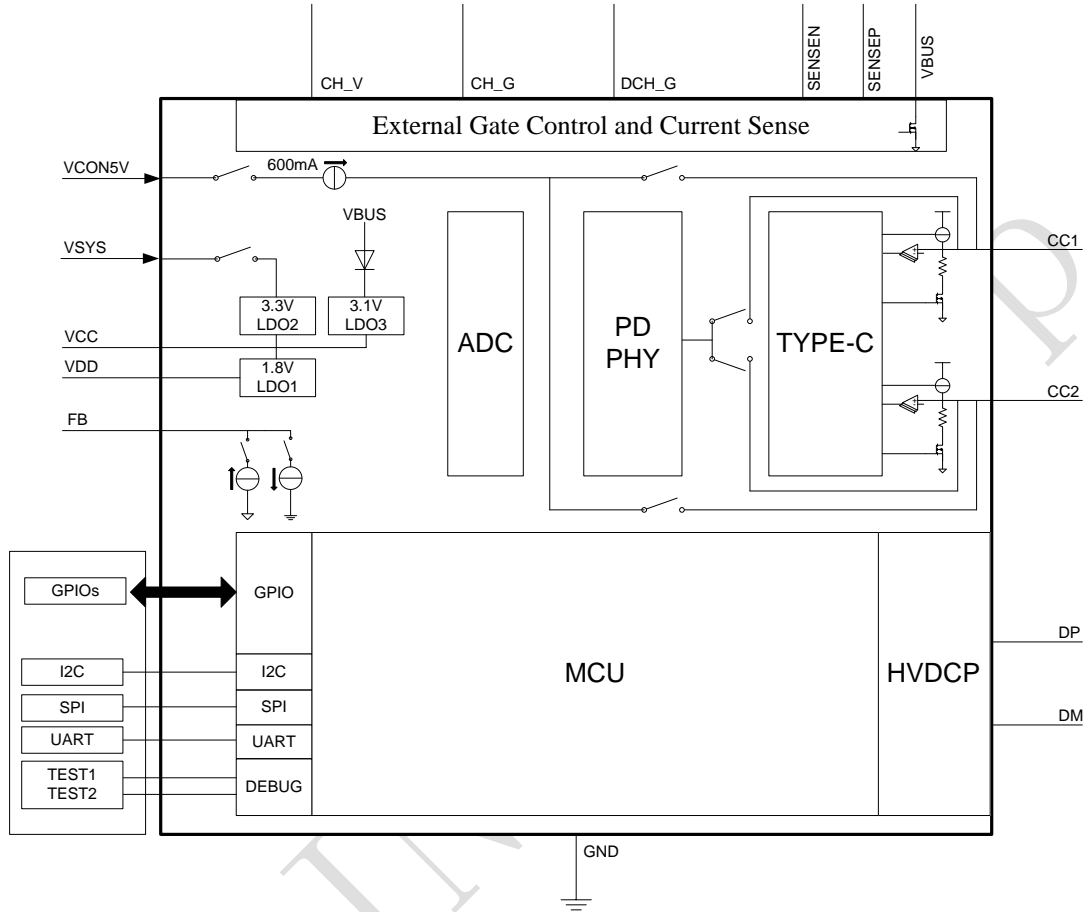 SENSEN
SENSEP
VBUS
CH_V
CH_G
DCH_G
External Gate Control and Current Sense
VCON5V
600mA
VBUS
VSYS
CC1
3.3V
LDO2
3.1V
LDO3
ADC
PD
PHY
TYPE-C
VCC
VDD
1.8V
LDO1
CC2
FB
GPIOs
GPIO
I2C
I2C
SPI
SPI
UART
UART
TEST1
TEST2
DEBUG
MCU
HVDCP
DP
DM
GND